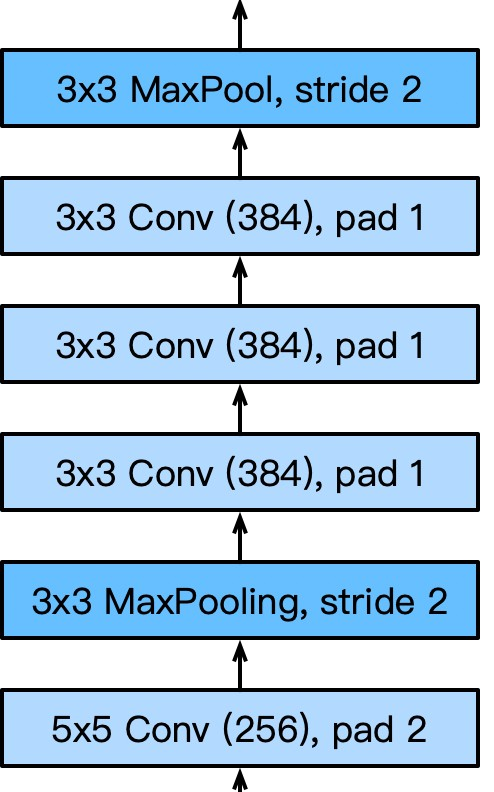 3x3 MaxPool, stride 2
3x3 Conv (384), pad 1
3x3 Conv (384), pad 1
3x3 Conv (384), pad 1
3x3 MaxPooling, stride 2
5x5 Conv (256), pad 2